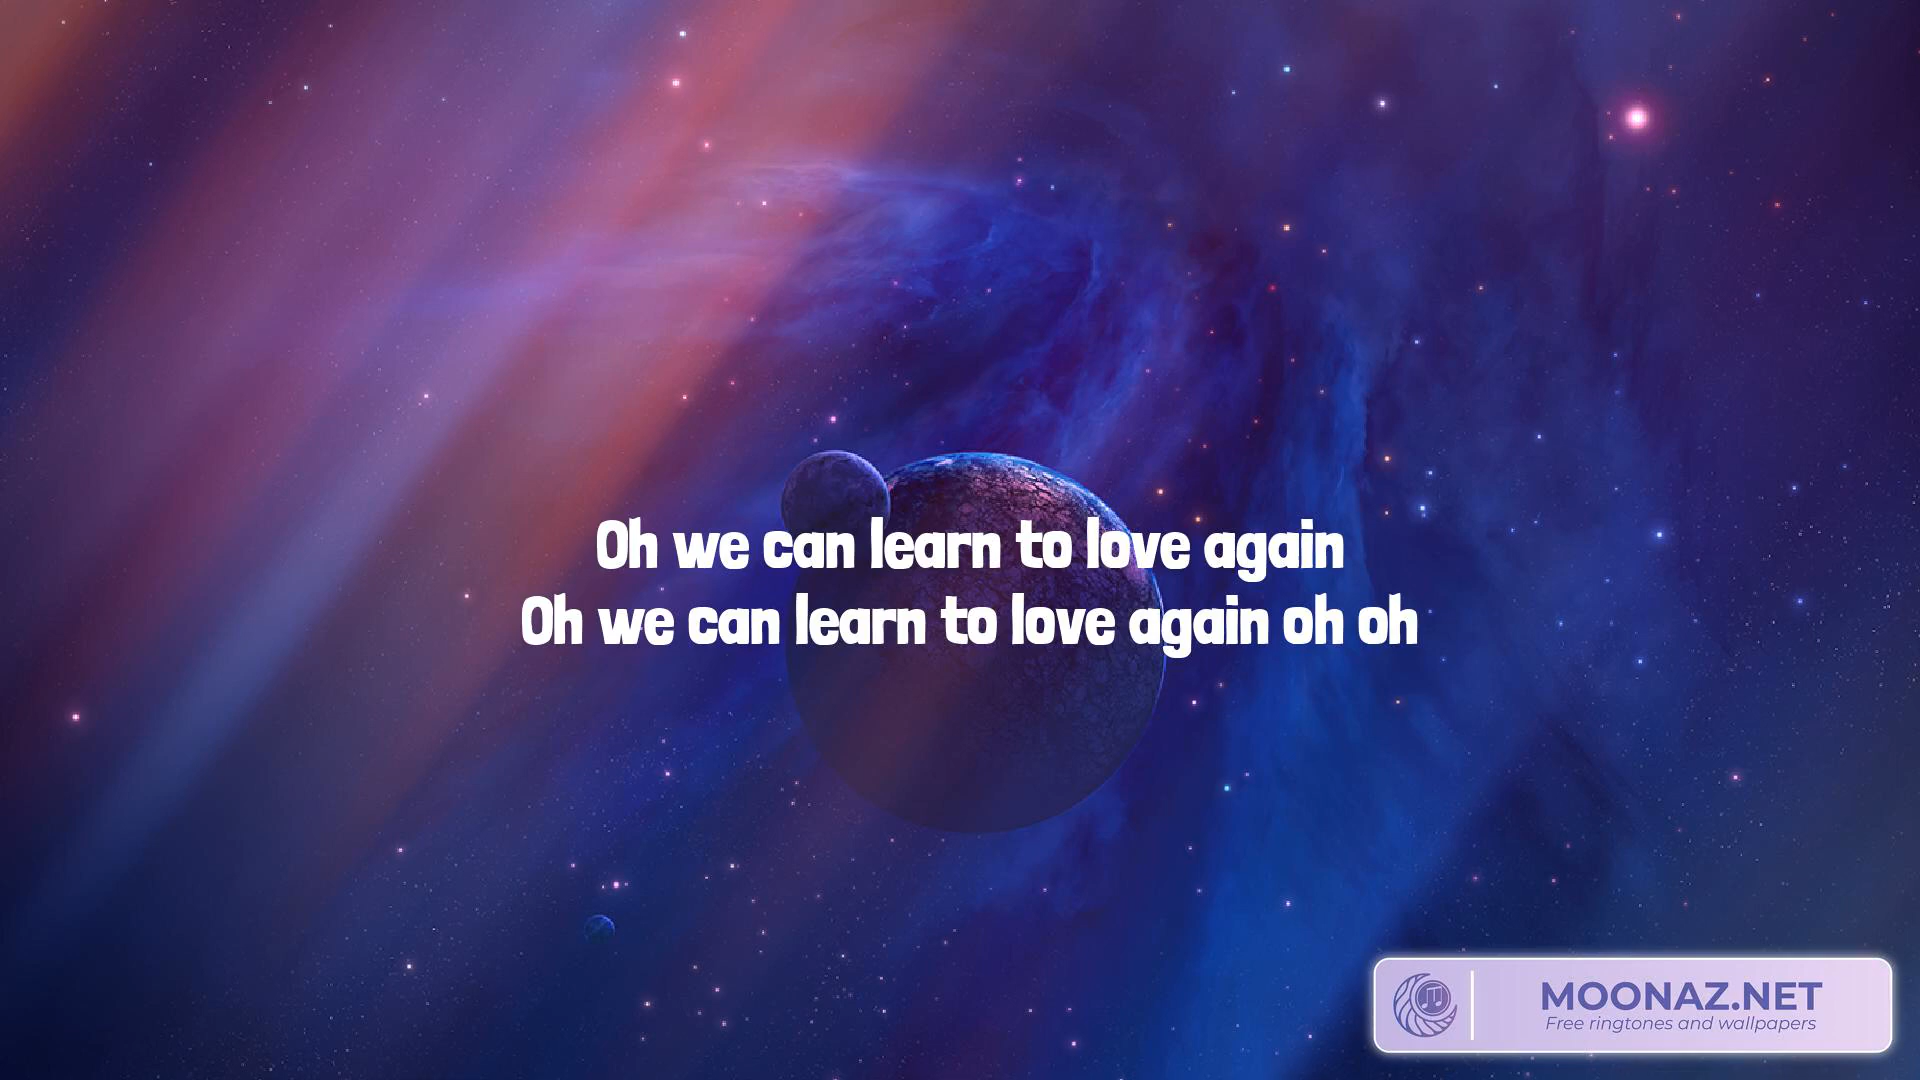 Oh we can learn to love again
Oh we can learn to love again oh oh
MOONAZ.NET
Free ringtones and wallpapers